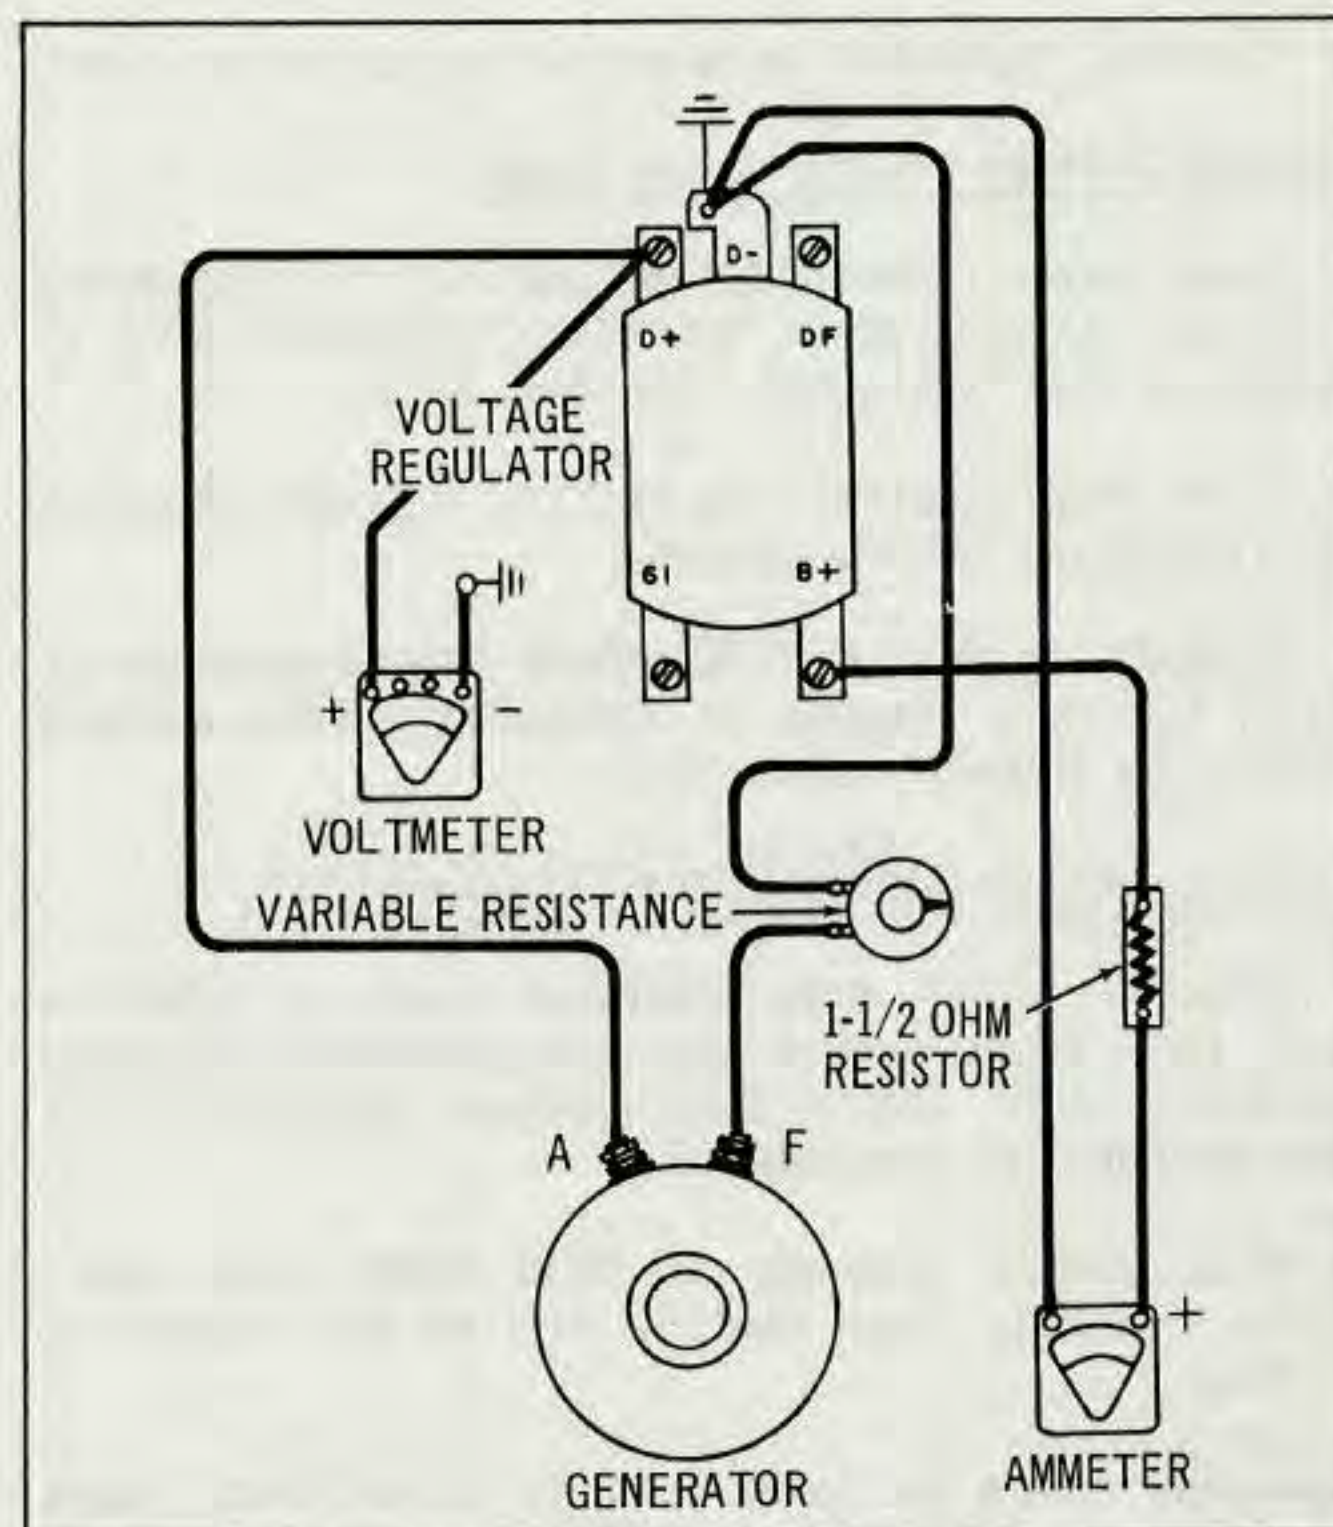 D-
D+ DF
VOLTAGE
REGULATOR
61 B+
+ -
VOLTMETER
VARIABLE RESISTANCE
1-1/2 OHM
RESISTOR
A F
+
GENERATOR
AMMETER